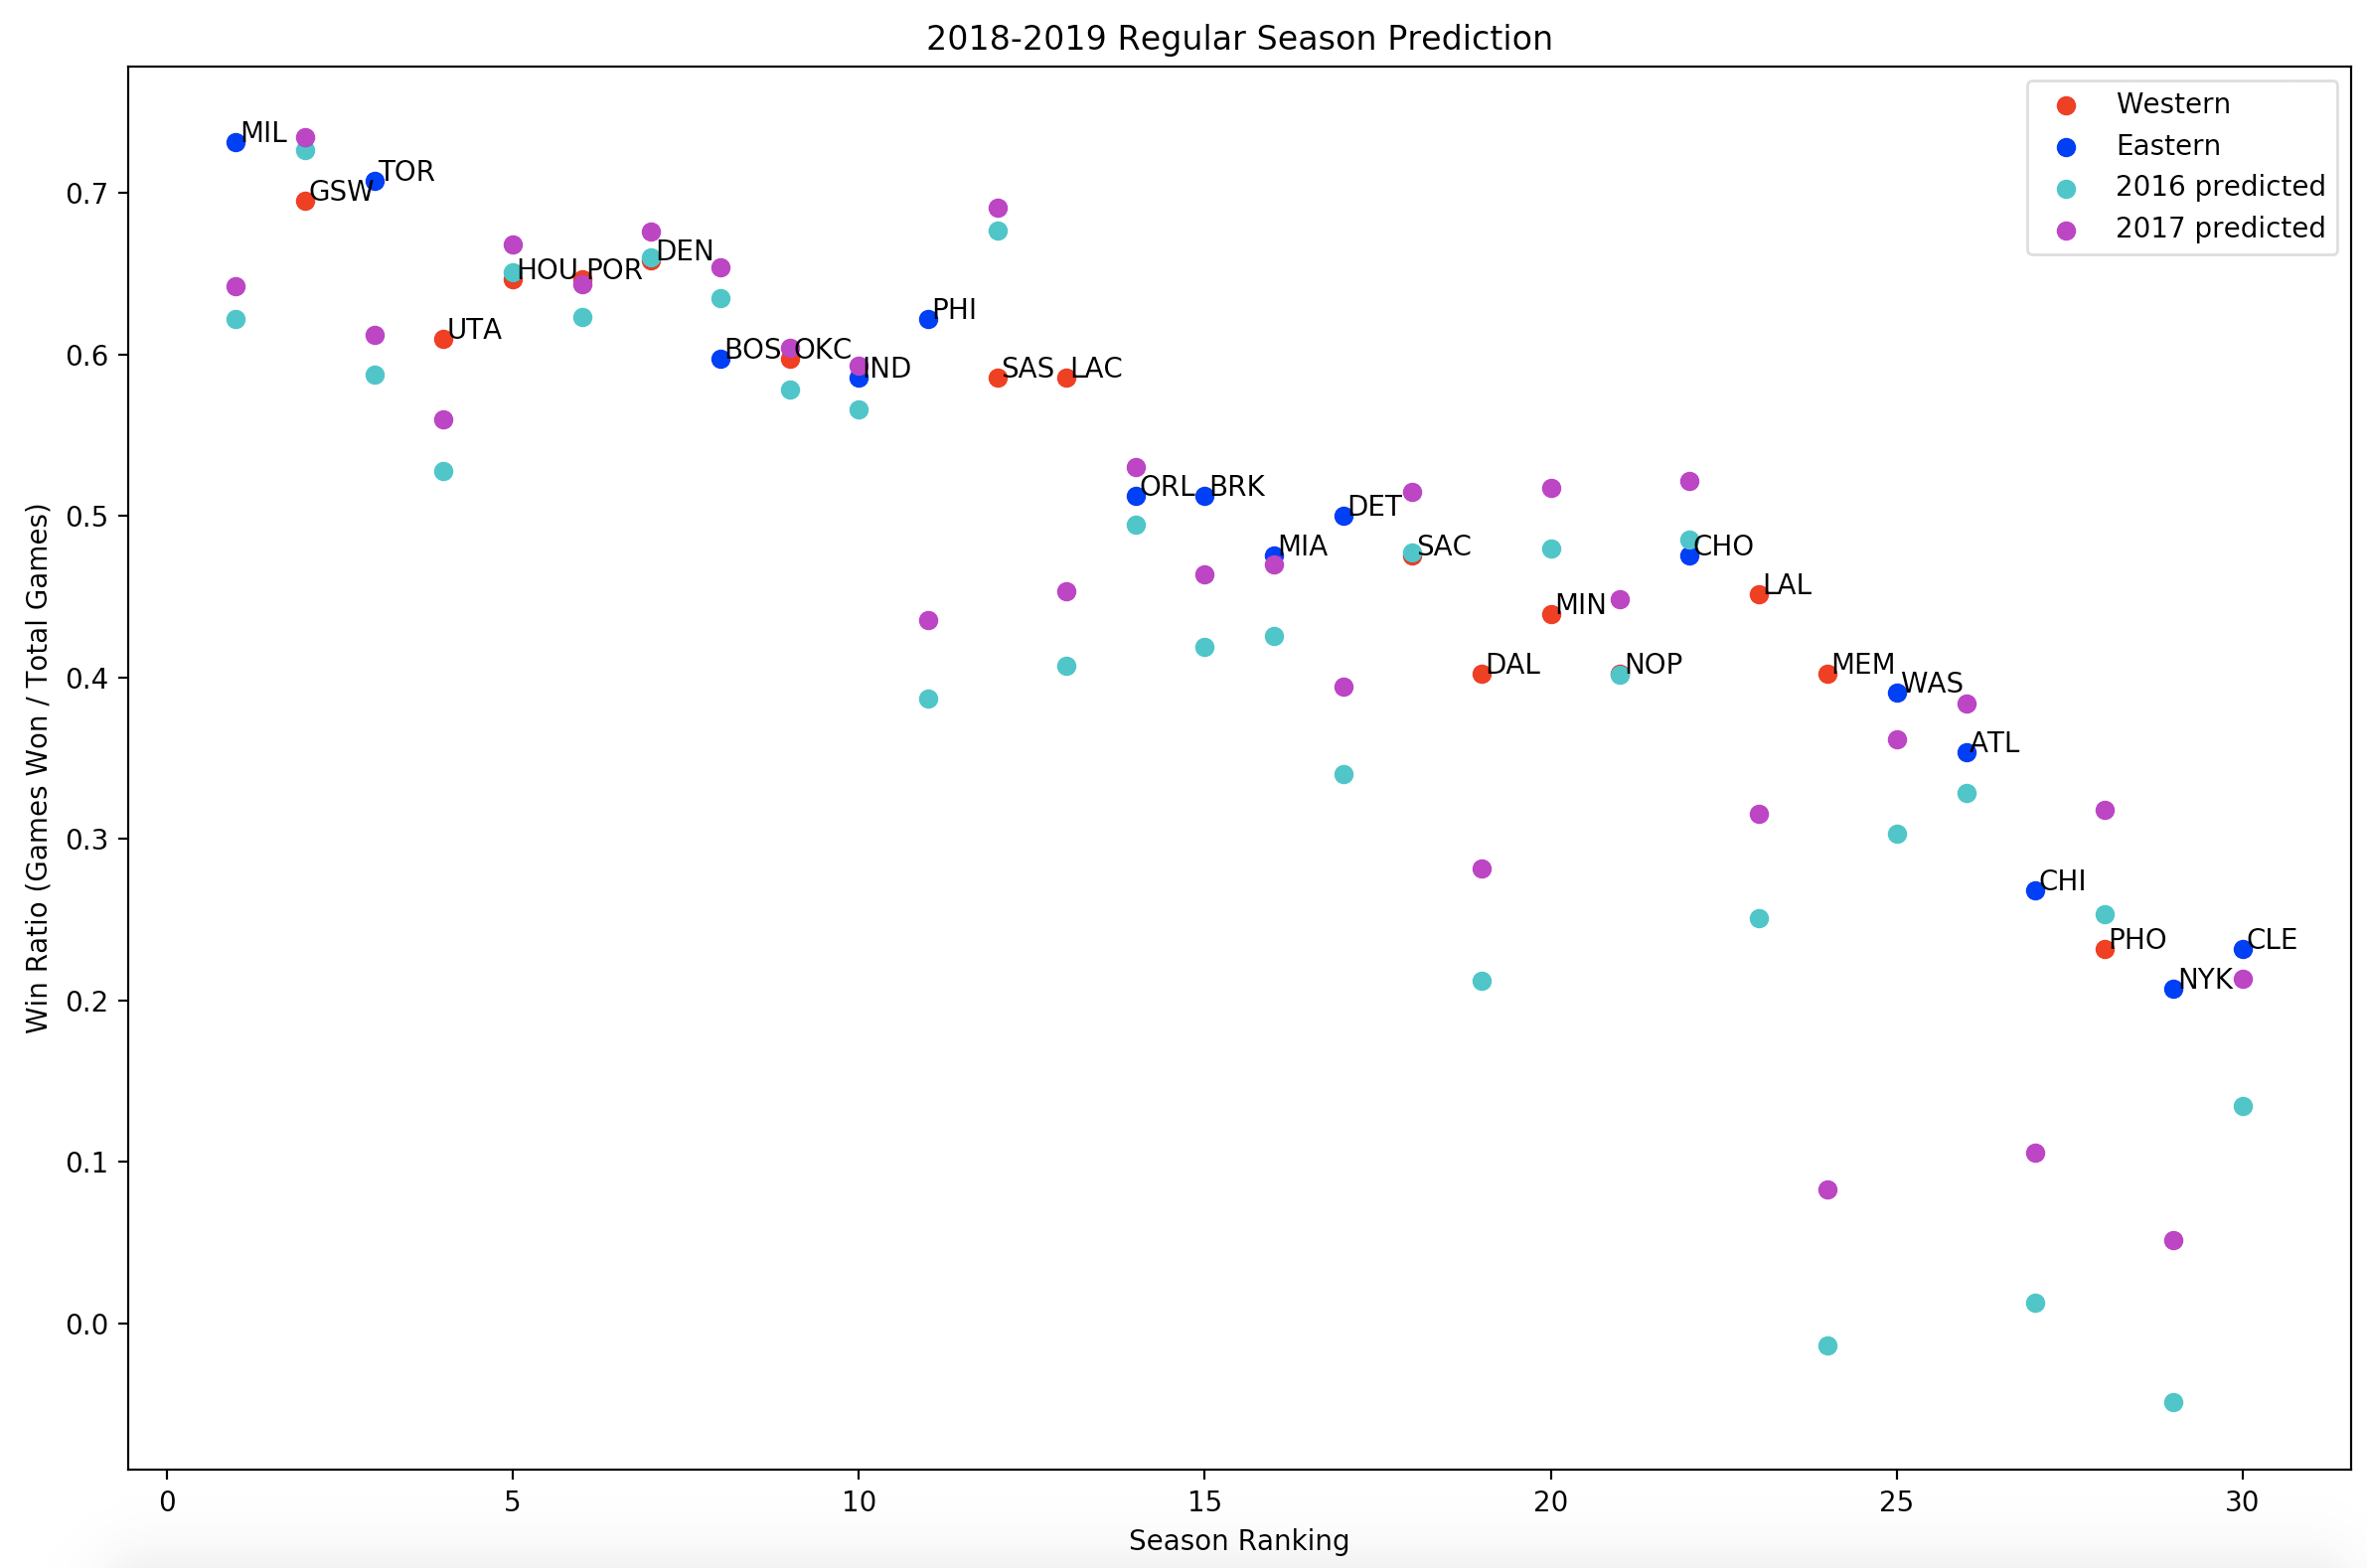 2018-2019 Regular Season Prediction
Western
Eastern
2016 predicted
2017 predicted
Win Ratio (Games Won / Total Games)
0.7
0.6
0.5
0.4
0.3
0.2
0.1
0.0
MIL
GSW
TOR
UTA
HOU
POR
DEN
BOS
OKC
IND
PHI
SAS
LAC
ORL
BRK
MIA
DET
SAC
DAL
MIN
NOP
CHO
LAL
MEM
WAS
ATL
CHI
PHO
NYK
CLE
0 5 10 15 20 25 30
Season Ranking